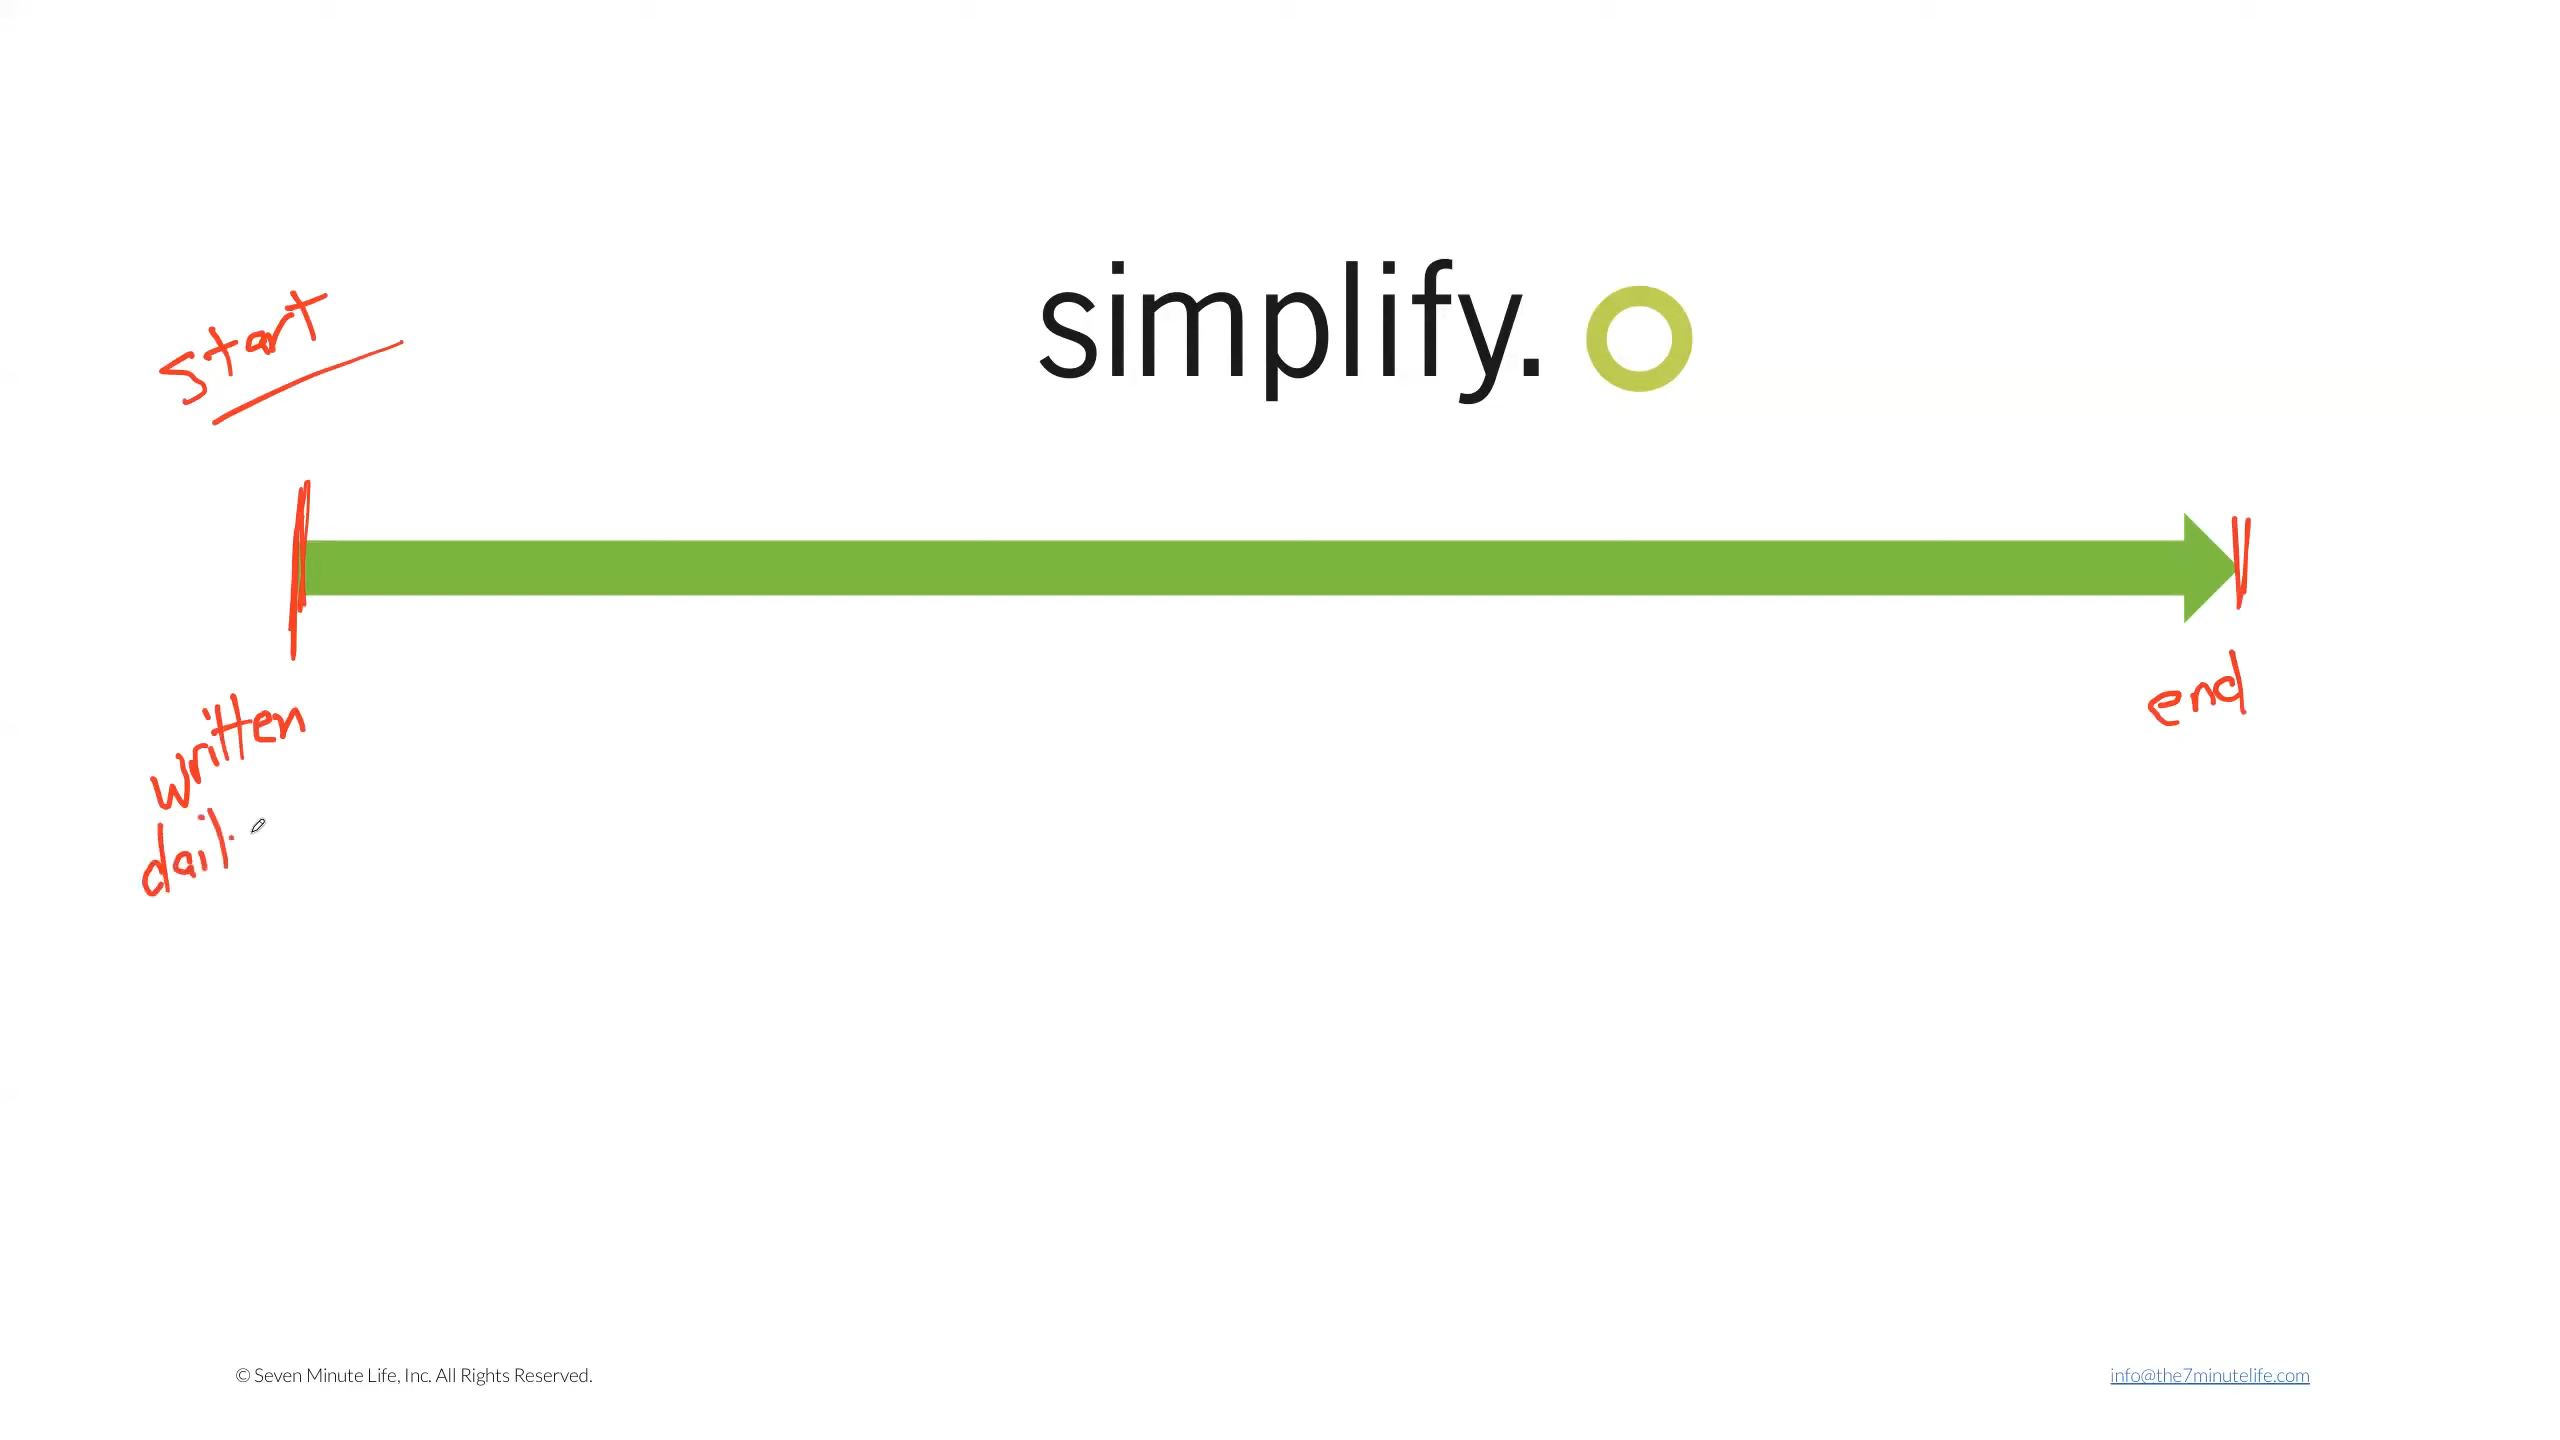 simplify.
start
written
dail
end
© Seven Minute Life, Inc. All Rights Reserved.
info@the7minutelife.com